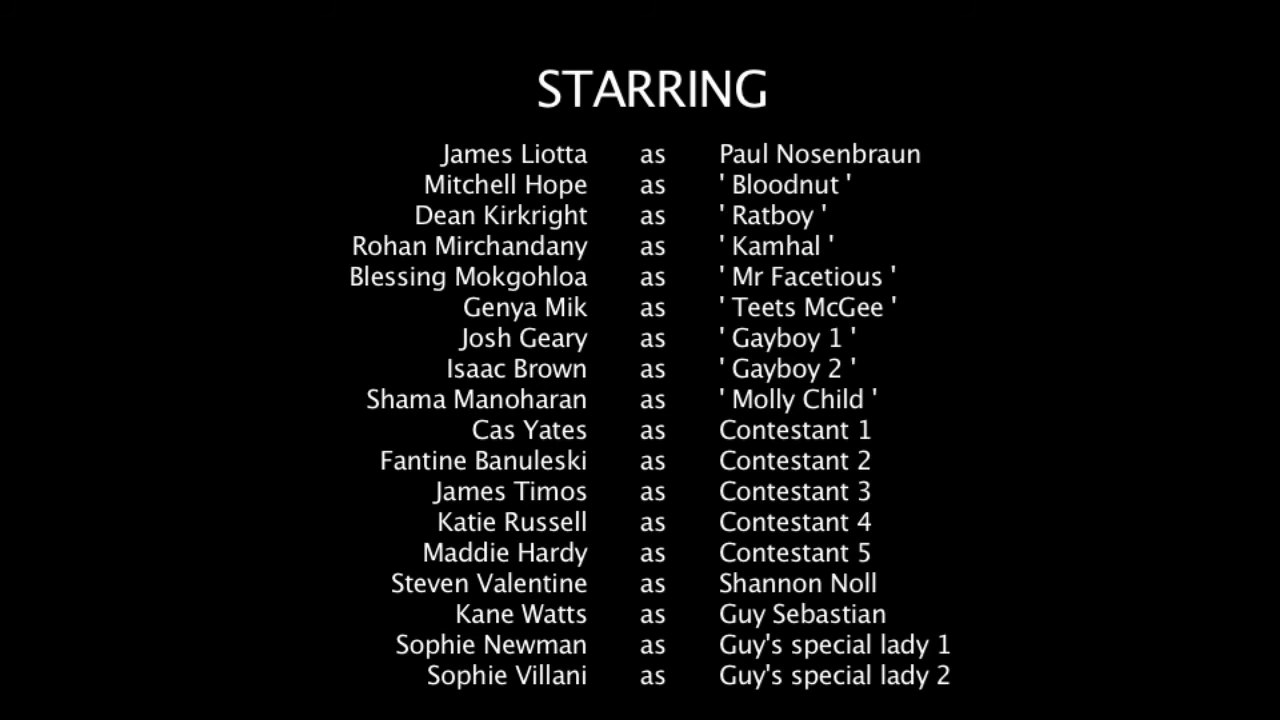 STARRING
James Liotta as Paul Nosenbraun
Mitchell Hope as ' Bloodnut '
Dean Kirkright as ' Ratboy '
Rohan Mirchandany as ' Kamhal '
Blessing Mokgohloa as ' Mr Facetious '
Genya Mik as ' Teets McGee '
Josh Geary as ' Gayboy 1 '
Isaac Brown as ' Gayboy 2 '
Shama Manoharan as ' Molly Child '
Cas Yates as Contestant 1
Fantine Banuleski as Contestant 2
James Timos as Contestant 3
Katie Russell as Contestant 4
Maddie Hardy as Contestant 5
Steven Valentine as Shannon Noll
Kane Watts as Guy Sebastian
Sophie Newman as Guy's special lady 1
Sophie Villani as Guy's special lady 2